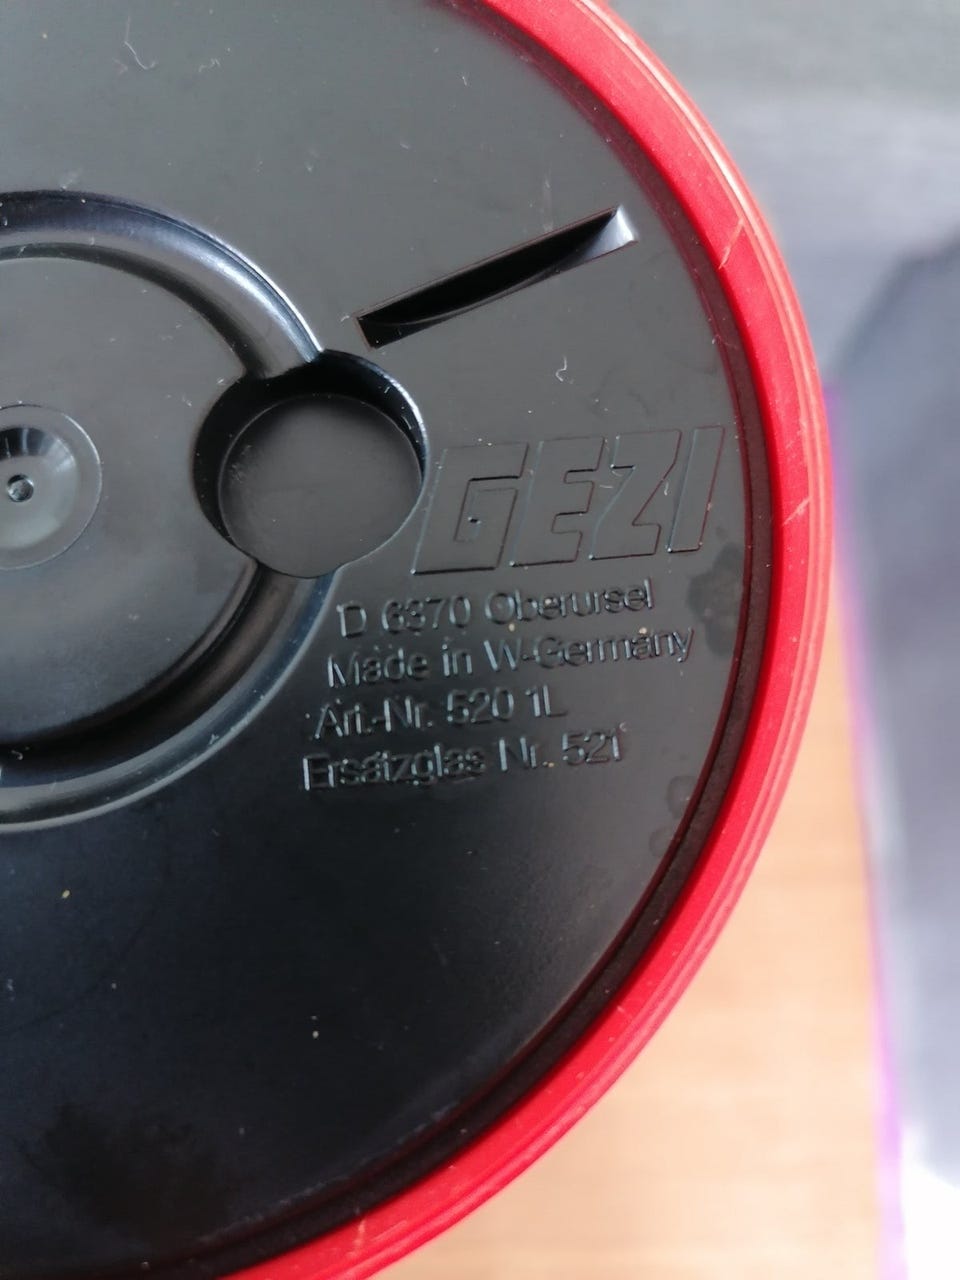 GEZI
D 6370 Oberursel
Made in W-Germany
Art.-Nr. 520 1L
Ersatzglas Nr. 521